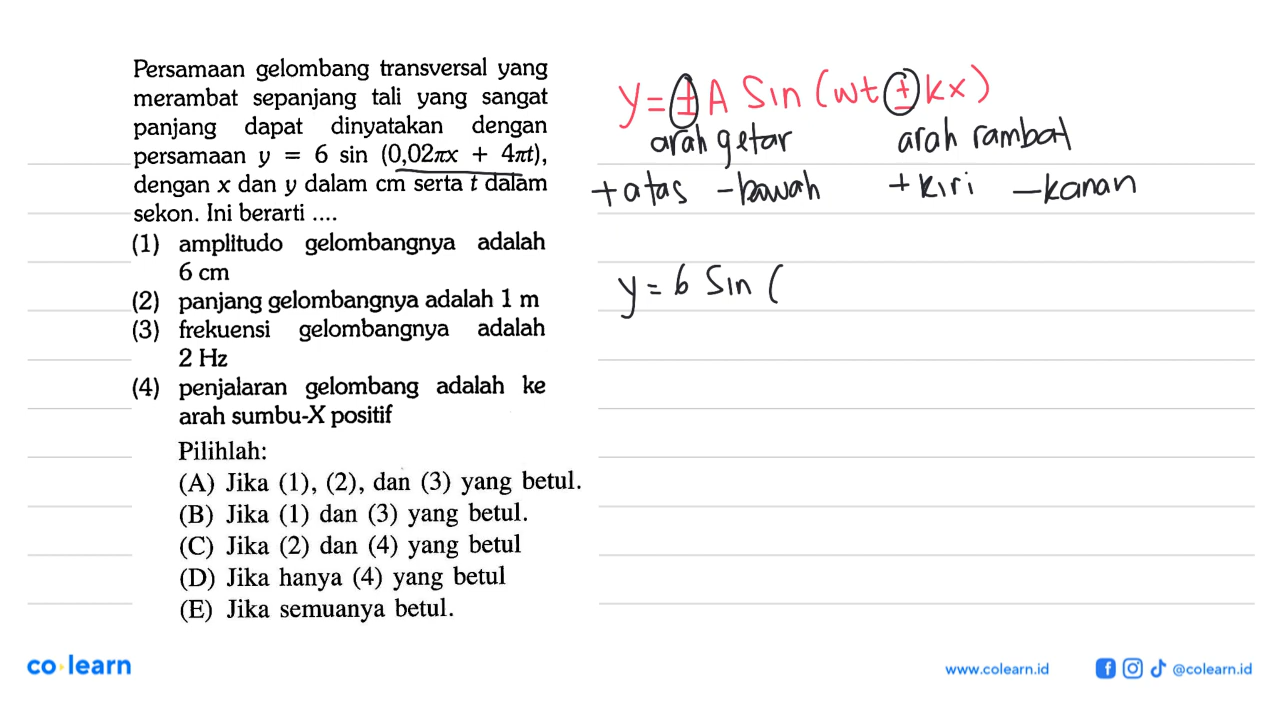 Persamaan gelombang transversal yang
merambat sepanjang tali yang sangat
panjang dapat dinyatakan dengan
persamaan y = 6 sin (0,02πx + 4πt),
dengan x dan y dalam cm serta t dalam
sekon. Ini berarti ....
(1) amplitudo gelombangnya adalah
6 cm
(2) panjang gelombangnya adalah 1 m
(3) frekuensi gelombangnya adalah
2 Hz
(4) penjalaran gelombang adalah ke
arah sumbu-X positif
Pilihlah:
(A) Jika (1), (2), dan (3) yang betul.
(B) Jika (1) dan (3) yang betul.
(C) Jika (2) dan (4) yang betul
(D) Jika hanya (4) yang betul
(E) Jika semuanya betul.
y = ± A Sin (wt ± kx)
arah getar arah rambat
+ atas - bawah + kiri - kanan
y = 6 Sin (
co learn
www.colearn.id @colearn.id